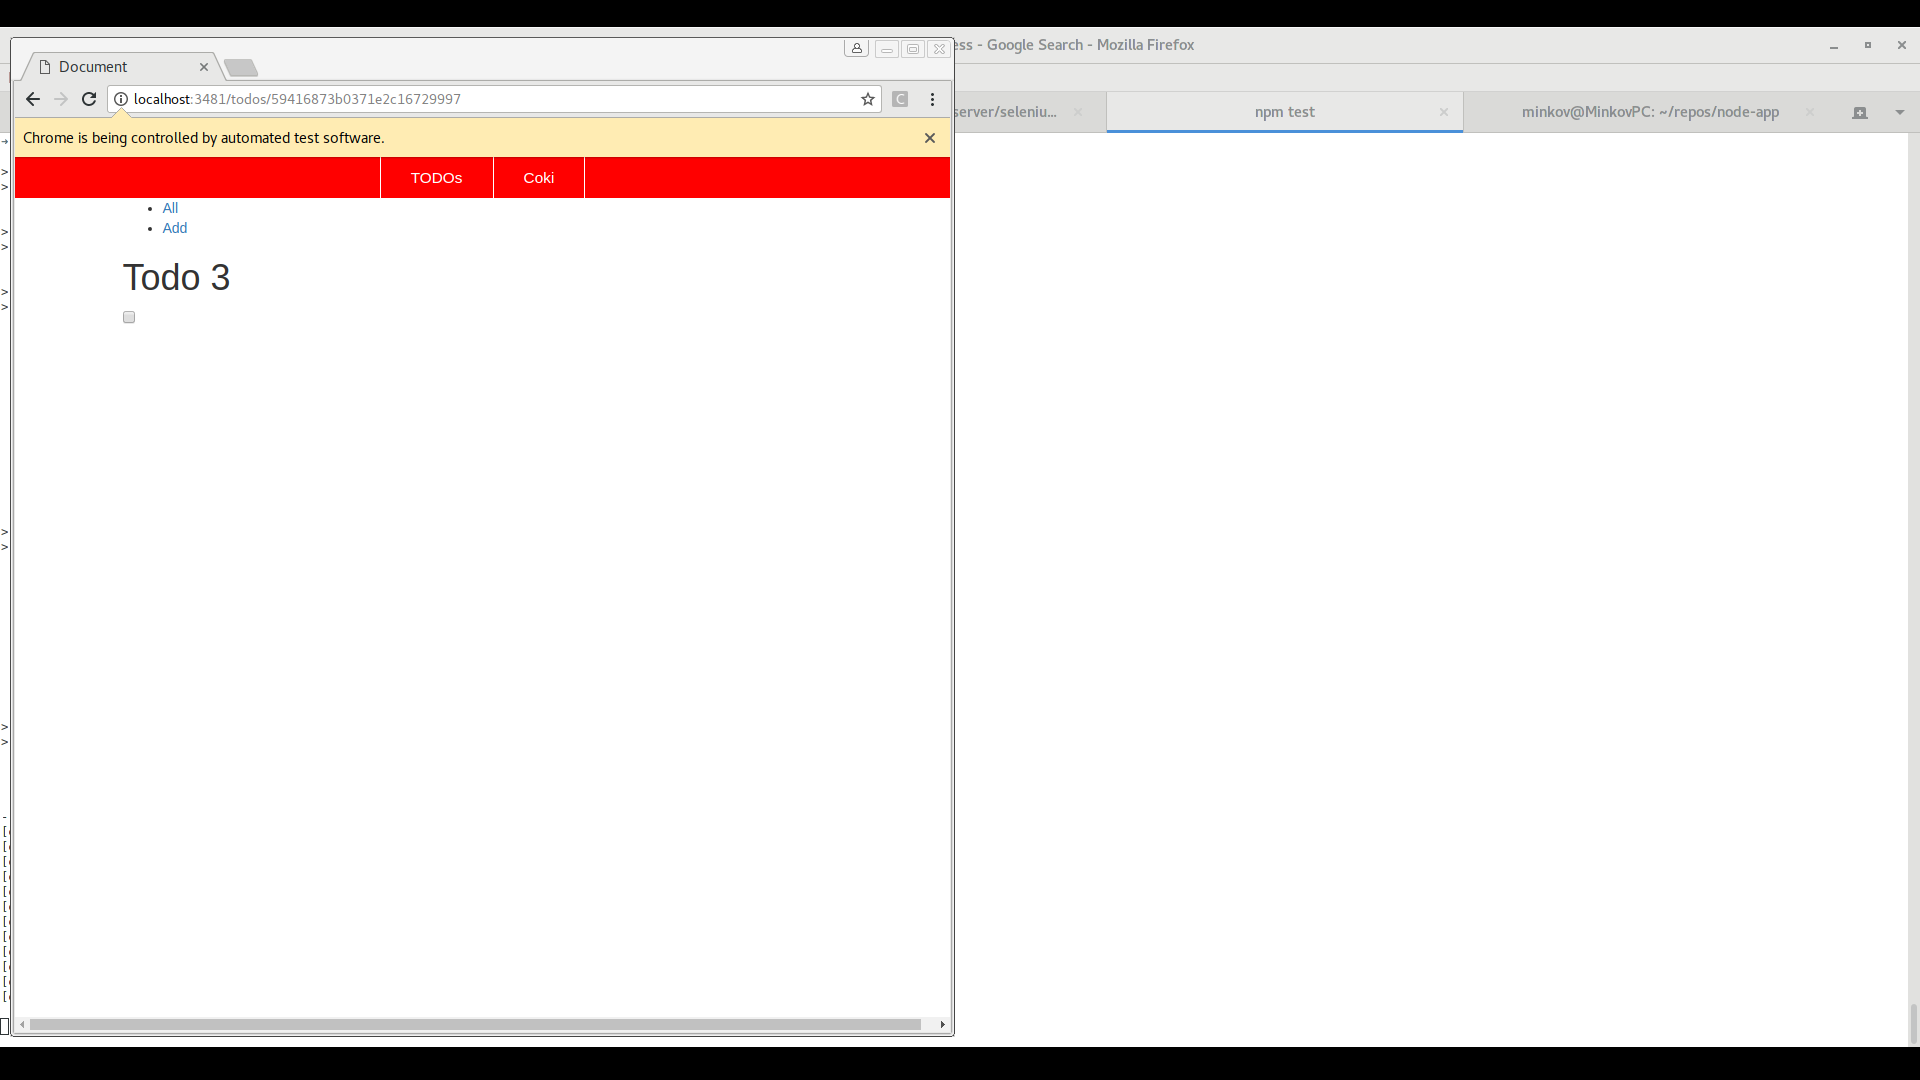 ess - Google Search - Mozilla Firefox
Document
localhost:3481/todos/59416873b0371e2c16729997
server/seleniu...
npm test
minkov@MinkovPC: ~/repos/node-app
Chrome is being controlled by automated test software.
TODOs
Coki
All
Add
Todo 3